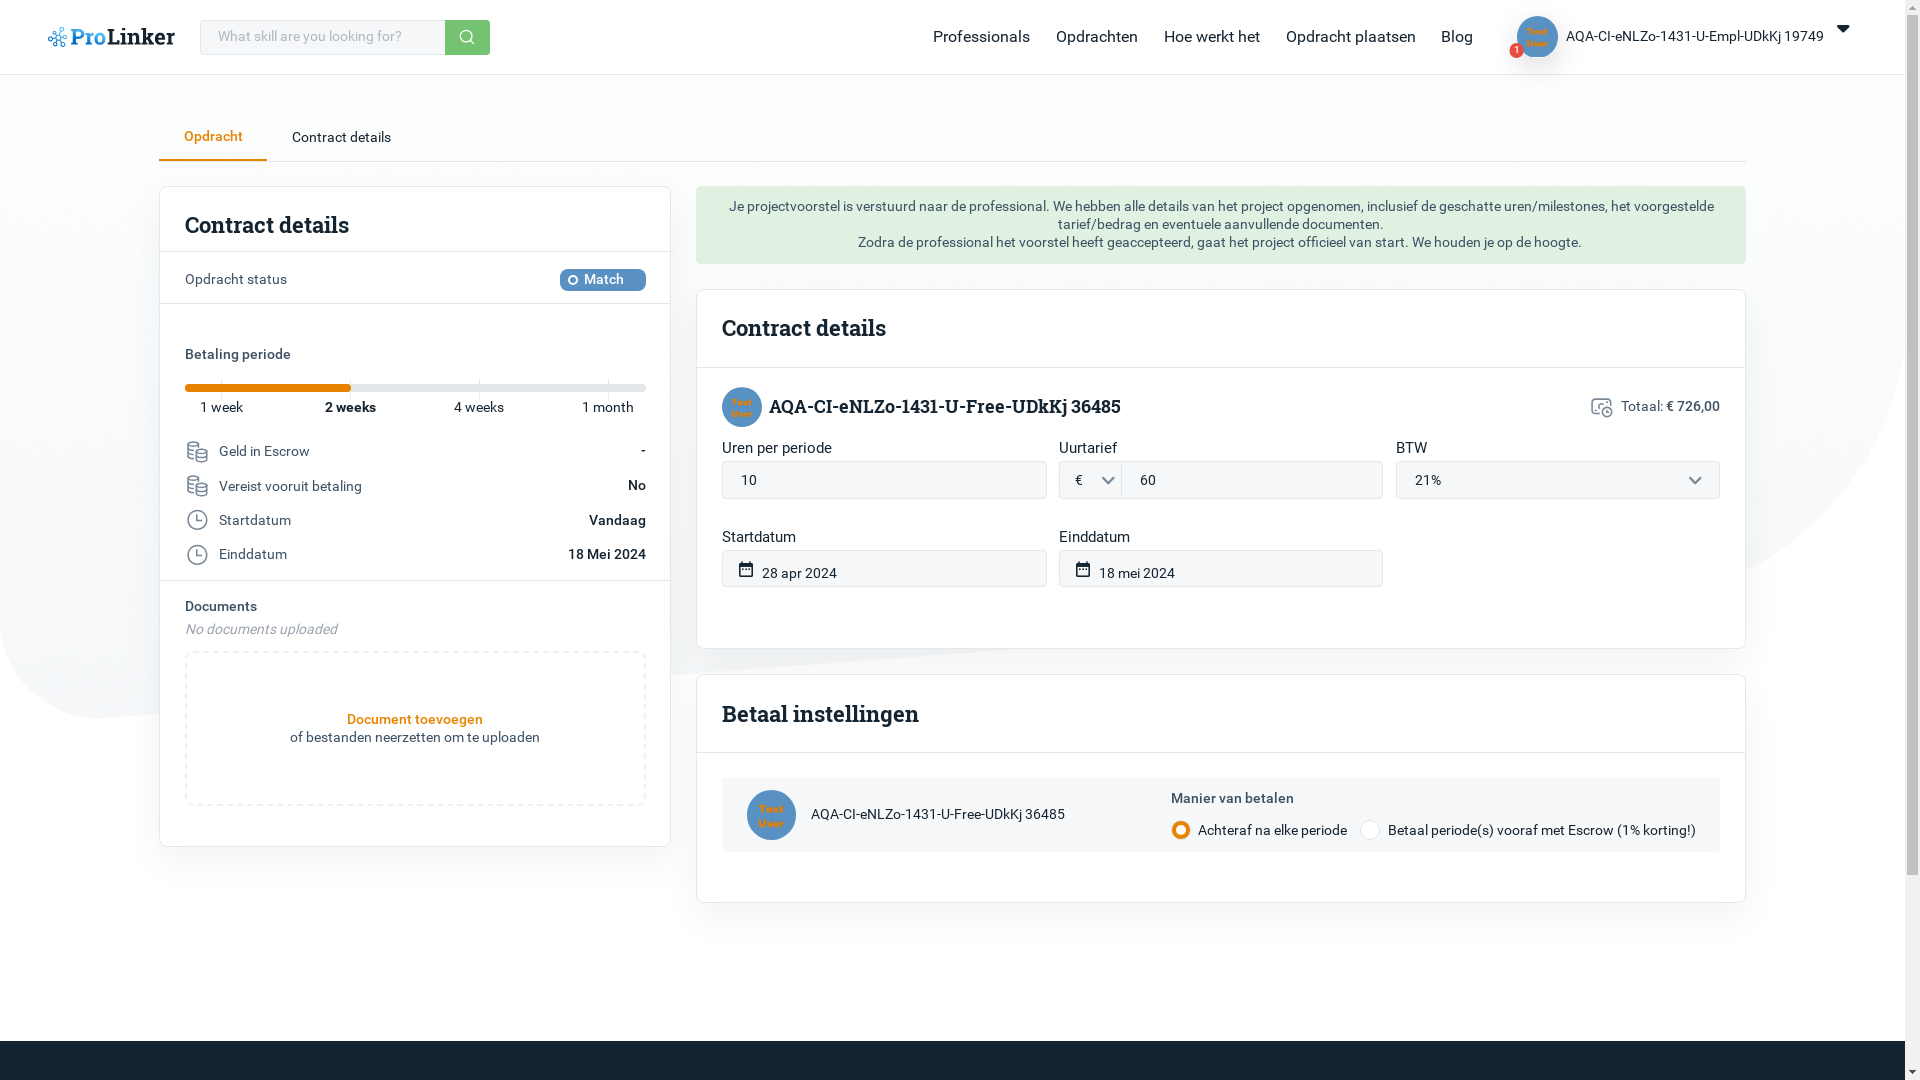 ProLinker
What skill are you looking for?
Professionals
Opdrachten
Hoe werkt het
Opdracht plaatsen
Blog
Test
User
1
AQA-CI-eNLZo-1431-U-Empl-UDkKj 19749
Opdracht
Contract details
Contract details
Opdracht status
Match
Betaling periode
1 week
2 weeks
4 weeks
1 month
Geld in Escrow
-
Vereist vooruit betaling
No
Startdatum
Vandaag
Einddatum
18 Mei 2024
Documents
No documents uploaded
Document toevoegen
of bestanden neerzetten om te uploaden
Je projectvoorstel is verstuurd naar de professional. We hebben alle details van het project opgenomen, inclusief de geschatte uren/milestones, het voorgestelde
tarief/bedrag en eventuele aanvullende documenten.
Zodra de professional het voorstel heeft geaccepteerd, gaat het project officieel van start. We houden je op de hoogte.
Contract details
Test
User
AQA-CI-eNLZo-1431-U-Free-UDkKj 36485
Totaal: € 726,00
Uren per periode
Uurtarief
BTW
10
€
60
21%
Startdatum
Einddatum
28 apr 2024
18 mei 2024
Betaal instellingen
Test
User
AQA-CI-eNLZo-1431-U-Free-UDkKj 36485
Manier van betalen
Achteraf na elke periode
Betaal periode(s) vooraf met Escrow (1% korting!)